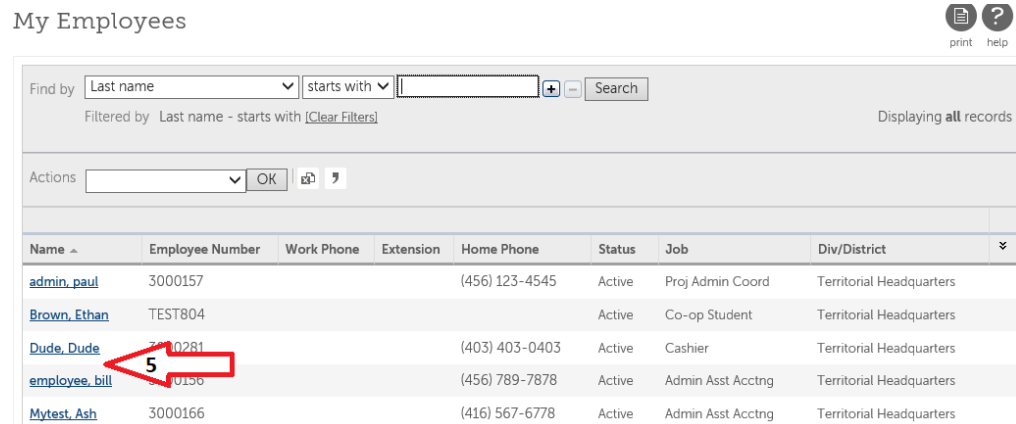 My Employees
print help
Find by Last name starts with Search
Filtered by Last name - starts with [Clear Filters] Displaying all records
Actions OK
Name Employee Number Work Phone Extension Home Phone Status Job Div/District
admin, paul 3000157 (456) 123-4545 Active Proj Admin Coord Territorial Headquarters
Brown, Ethan TEST804 Active Co-op Student Territorial Headquarters
Dude, Dude (403) 403-0403 Active Cashier Territorial Headquarters
5
employee, bill (456) 789-7878 Active Admin Asst Acctng Territorial Headquarters
Mytest, Ash 3000166 (416) 567-6778 Active Admin Asst Acctng Territorial Headquarters